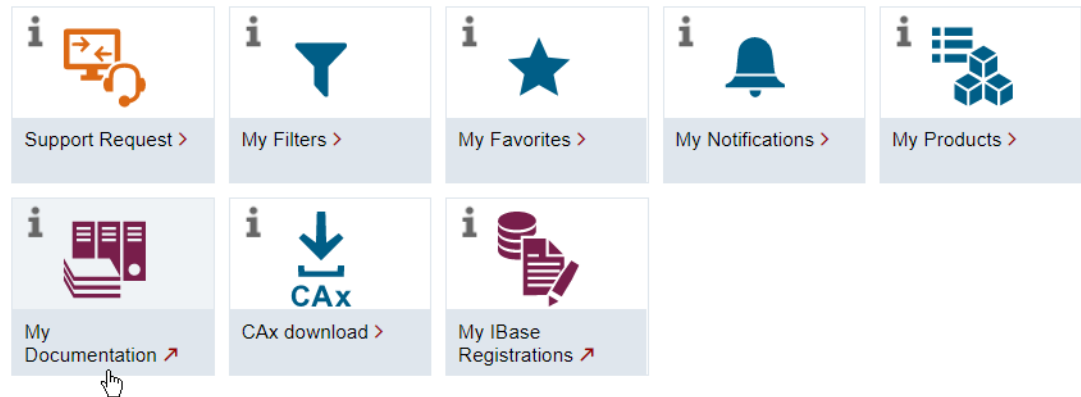 Support Request >
My Filters >
My Favorites >
My Notifications >
My Products >
My
Documentation ↗
CAx
CAx download >
My IBase
Registrations ↗